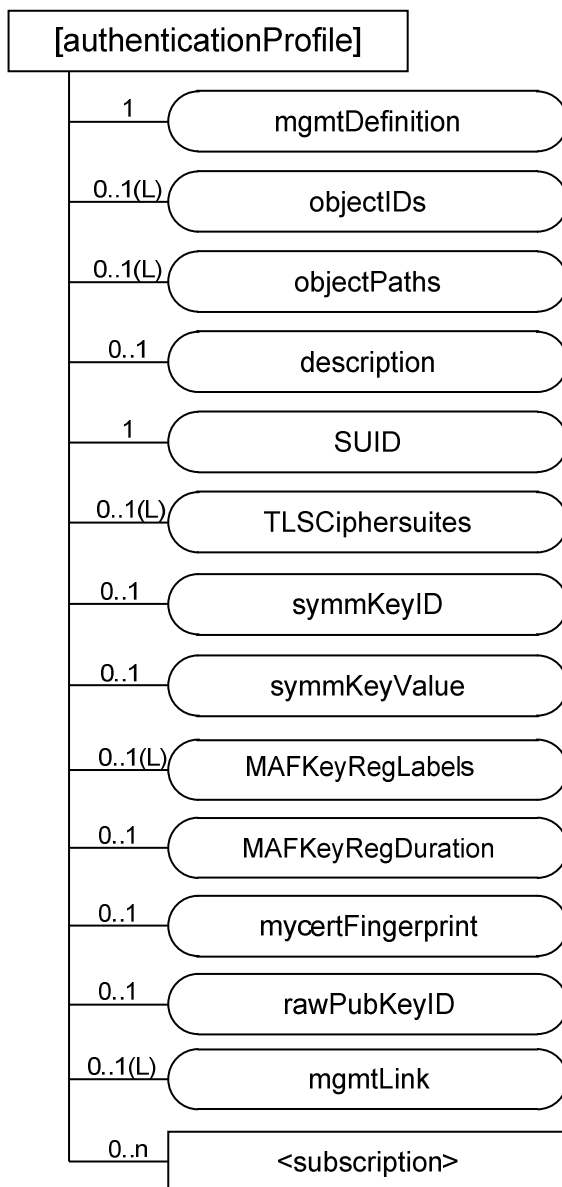 [authenticationProfile]
1
mgmtDefinition
0..1(L)
objectIDs
0..1(L)
objectPaths
0..1
description
1
SUID
0..1(L)
TLSCiphersuites
0..1
symmKeyID
0..1
symmKeyValue
0..1(L)
MAFKeyRegLabels
0..1
MAFKeyRegDuration
0..1
mycertFingerprint
0..1
rawPubKeyID
0..1(L)
mgmtLink
0..n
<subscription>